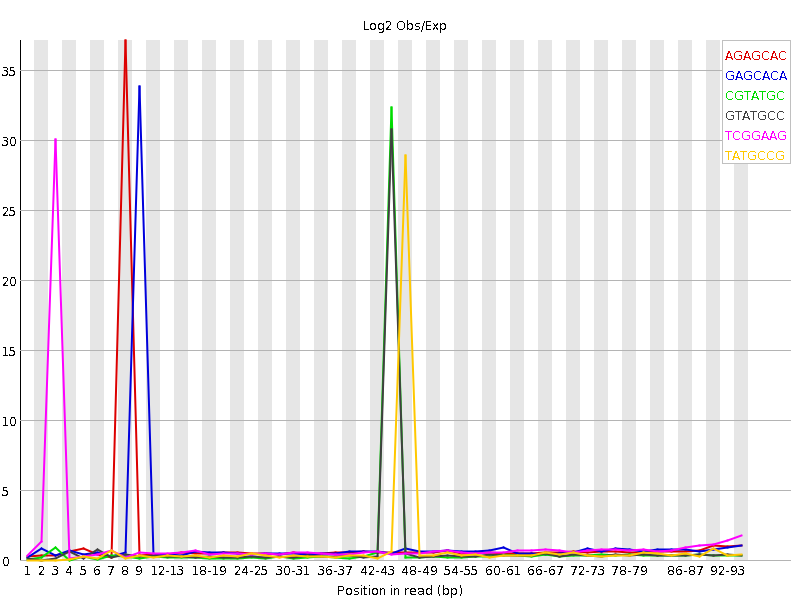 Log2 Obs/Exp
AGAGCAC
GAGCACA
CGTATGC
GTATGCC
TCGGAAG
TATGCCG
35
30
25
20
15
10
5
0
1 2 3 4 5 6 7 8 9 12-13 18-19 24-25 30-31 36-37 42-43 48-49 54-55 60-61 66-67 72-73 78-79 86-87 92-93
Position in read (bp)